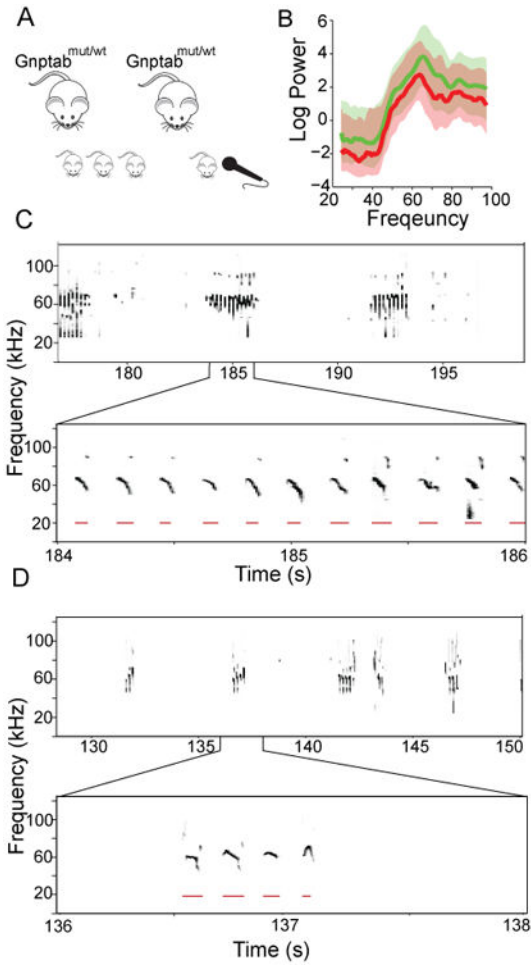 A
Gnptab mut/wt Gnptab mut/wt
B
Log Power
6
4
2
0
−2
−4
20 40 60 80 100
Freqeuncy
C
Frequency (kHz)
100
60
20
180 185 190 195
100
60
20
184 185 186
Time (s)
D
Frequency (kHz)
100
60
20
130 135 140 145 150
100
60
20
136 137 138
Time (s)